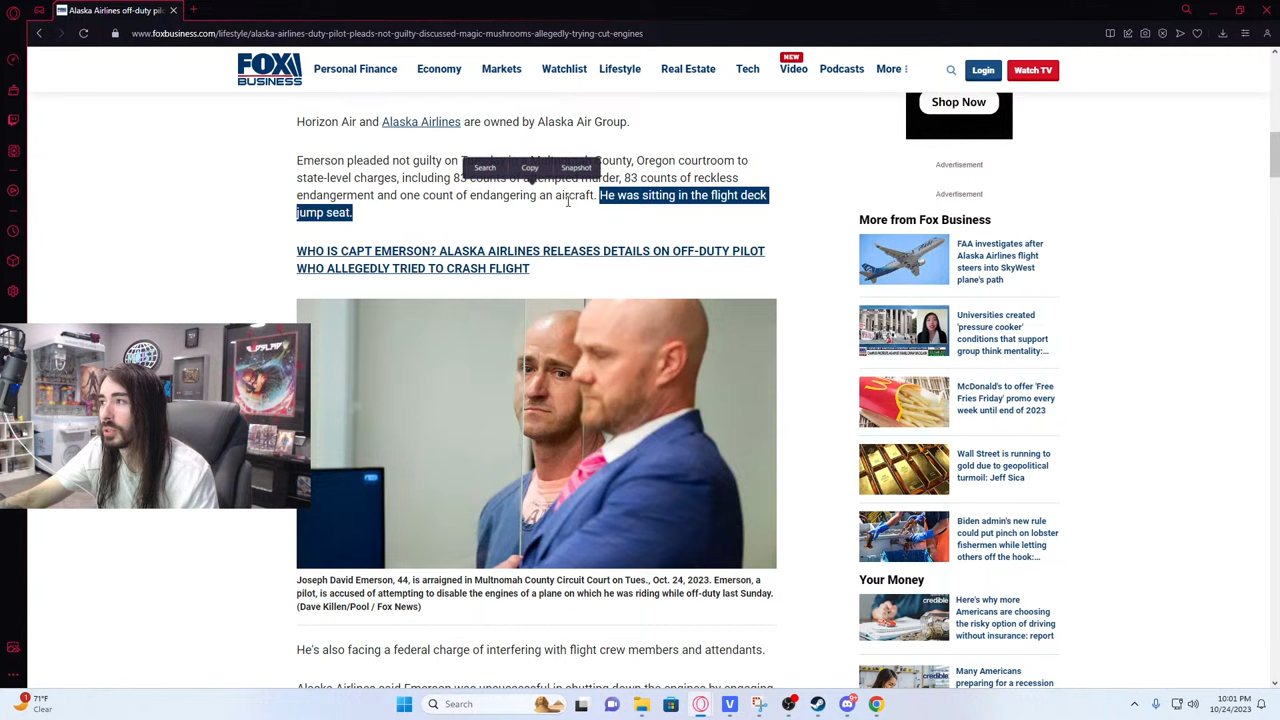 Alaska airlines off duty pil
www.foxbusiness.com/lifestyle/alaska-airlines-duty-pilot-pleads-not-guilty-discussed-magic-mushrooms-allegedly-trying-cut-engines
FOX BUSINESS
Personal Finance
Economy
Markets
Watchlist
Lifestyle
Real Estate
Tech
NEW
Video
Podcasts
More
Login
Watch TV
Horizon Air and Alaska Airlines are owned by Alaska Air Group.
Emerson pleaded not guilty on County, Oregon courtroom to
Search Copy Snapshot
state-level charges, including 83 counts of attempted murder, 83 counts of reckless
endangerment and one count of endangering an aircraft. He was sitting in the flight deck
jump seat.
WHO IS CAPT EMERSON? ALASKA AIRLINES RELEASES DETAILS ON OFF-DUTY PILOT
WHO ALLEGEDLY TRIED TO CRASH FLIGHT
Joseph David Emerson, 44, is arraigned in Multnomah County Circuit Court on Tues., Oct. 24, 2023. Emerson, a
pilot, is accused of attempting to disable the engines of a plane on which he was riding while off-duty last Sunday.
(Dave Killen/Pool / Fox News)
He's also facing a federal charge of interfering with flight crew members and attendants.
Shop Now
Advertisement
Advertisement
More from Fox Business
FAA investigates after
Alaska Airlines flight
steers into SkyWest
plane's path
Universities created
'pressure cooker'
conditions that support
group think mentality:...
McDonald's to offer 'Free
Fries Friday' promo every
week until end of 2023
Wall Street is running to
gold due to geopolitical
turmoil: Jeff Sica
Biden admin's new rule
could put pinch on lobster
fishermen while letting
others off the hook:...
Your Money
credible
Here's why more
Americans are choosing
the risky option of driving
without insurance: report
credible
Many Americans
preparing for a recession
1
71°F
Clear
Search
10:01 PM
10/24/2023